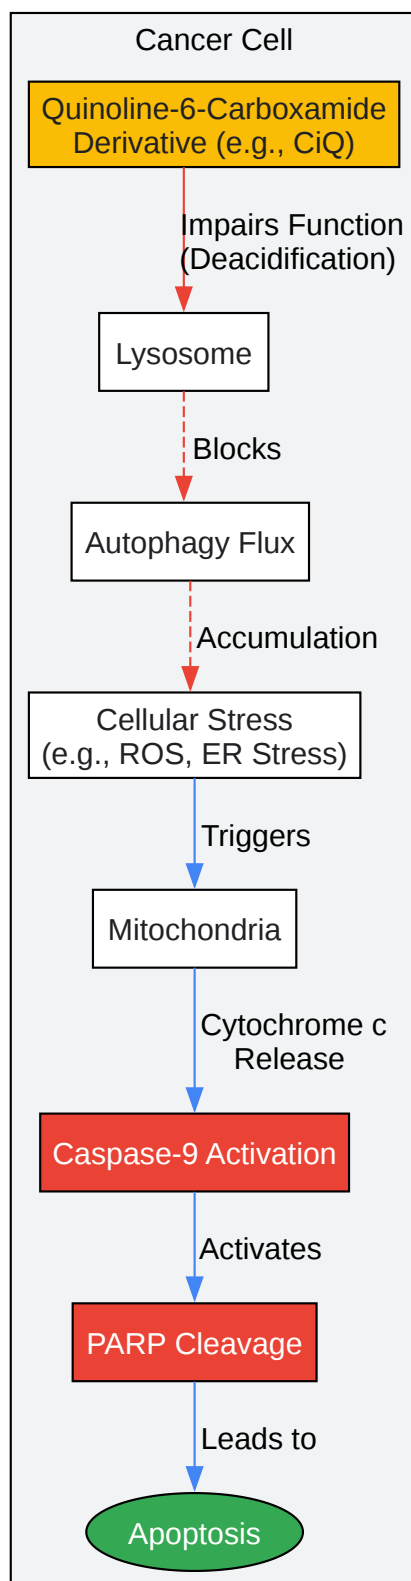 Cancer Cell
Quinoline-6-Carboxamide
Derivative (e.g., CiQ)
Impairs Function
(Deacidification)
Lysosome
Blocks
Autophagy Flux
Accumulation
Cellular Stress
(e.g., ROS, ER Stress)
Triggers
Mitochondria
Cytochrome c
Release
Caspase-9 Activation
Activates
PARP Cleavage
Leads to
Apoptosis